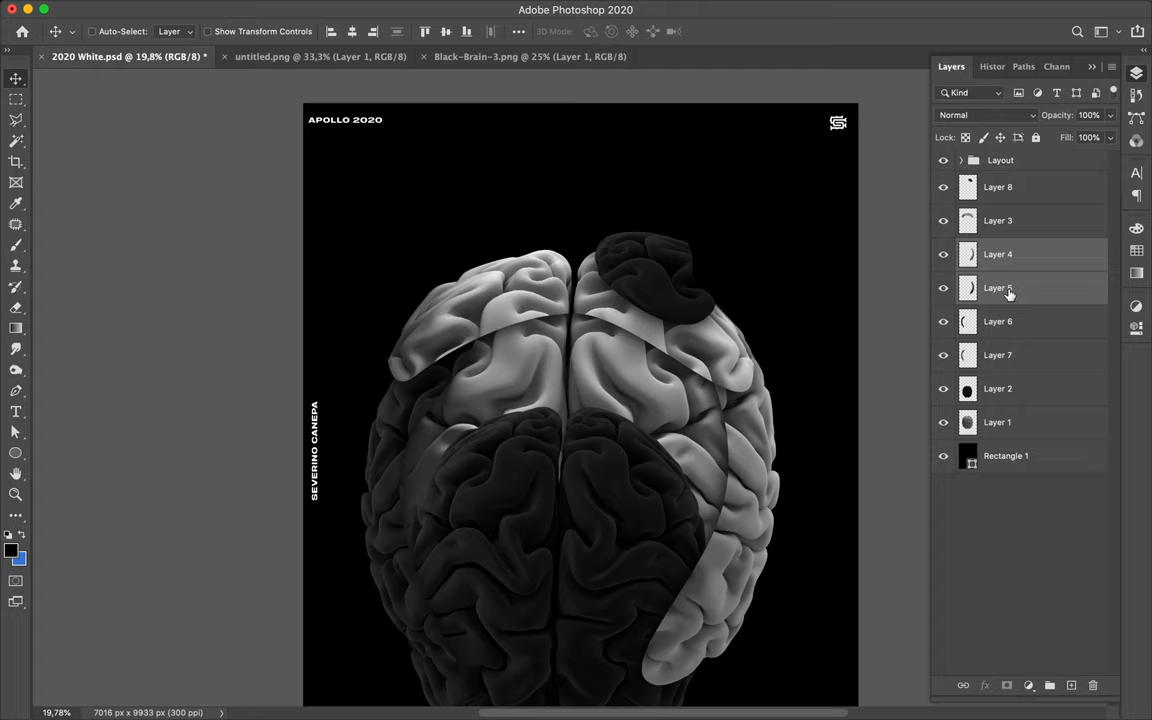 Adobe Photoshop 2020
Auto-Select:
Layer
Show Transform Controls
3D Mode:
2020 White.psd @ 19,8% (RGB/8) *
untitled.png @ 33,3% (Layer 1, RGB/8)
Black-Brain-3.png @ 25% (Layer 1, RGB/8)
Layers
Histor
Paths
Chann
Kind
Normal
Opacity:
100%
Lock:
Fill:
100%
Layout
Layer 8
Layer 3
Layer 4
Layer 5
Layer 6
Layer 7
Layer 2
Layer 1
Rectangle 1
APOLLO 2020
SEVERINO CANEPA
19,78%
7016 px x 9933 px (300 ppi)